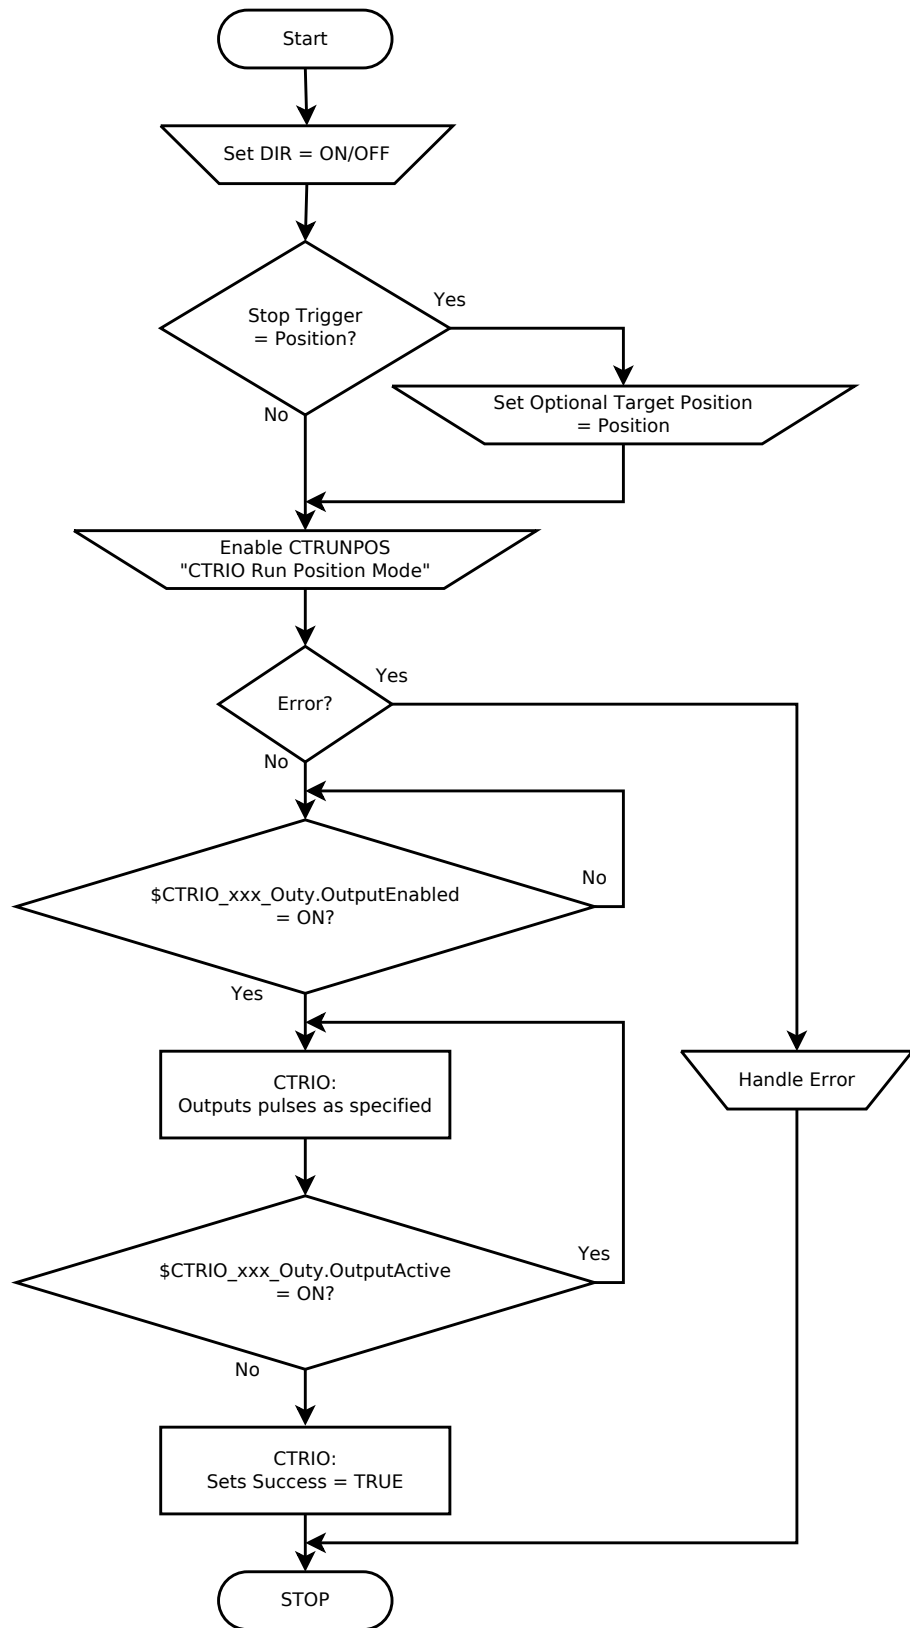 Start
Set DIR = ON/OFF
Stop Trigger
= Position?
Yes
No
Set Optional Target Position
= Position
Enable CTRUNPOS
"CTRIO Run Position Mode"
Error?
Yes
No
$CTRIO_xxx_Outy.OutputEnabled
= ON?
No
Yes
CTRIO:
Outputs pulses as specified
Handle Error
$CTRIO_xxx_Outy.OutputActive
= ON?
Yes
No
CTRIO:
Sets Success = TRUE
STOP